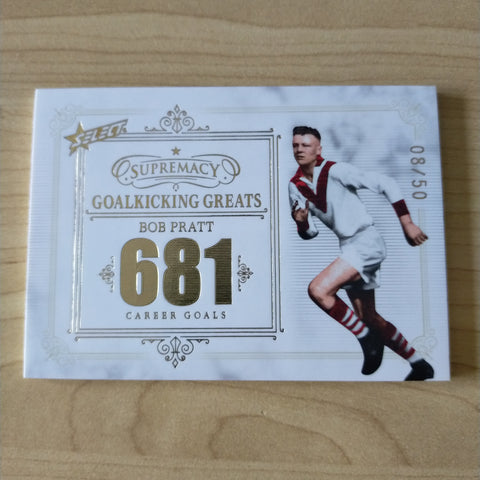 SELECT
SUPREMACY
GOALKICKING GREATS
BOB PRATT
681
CAREER GOALS
08/50